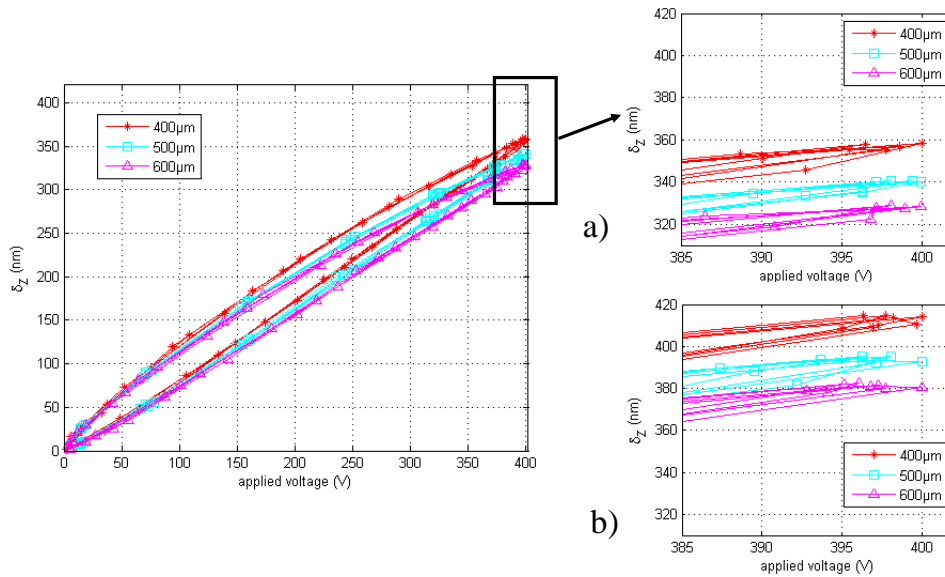 400
350
300
250
200
150
100
50
0
δZ (nm)
400µm
500µm
600µm
0 50 100 150 200 250 300 350 400
applied voltage (V)
a)
420
400
380
360
340
320
δZ (nm)
400µm
500µm
600µm
385 390 395 400
applied voltage (V)
b)
420
400
380
360
340
320
δZ (nm)
400µm
500µm
600µm
385 390 395 400
applied voltage (V)